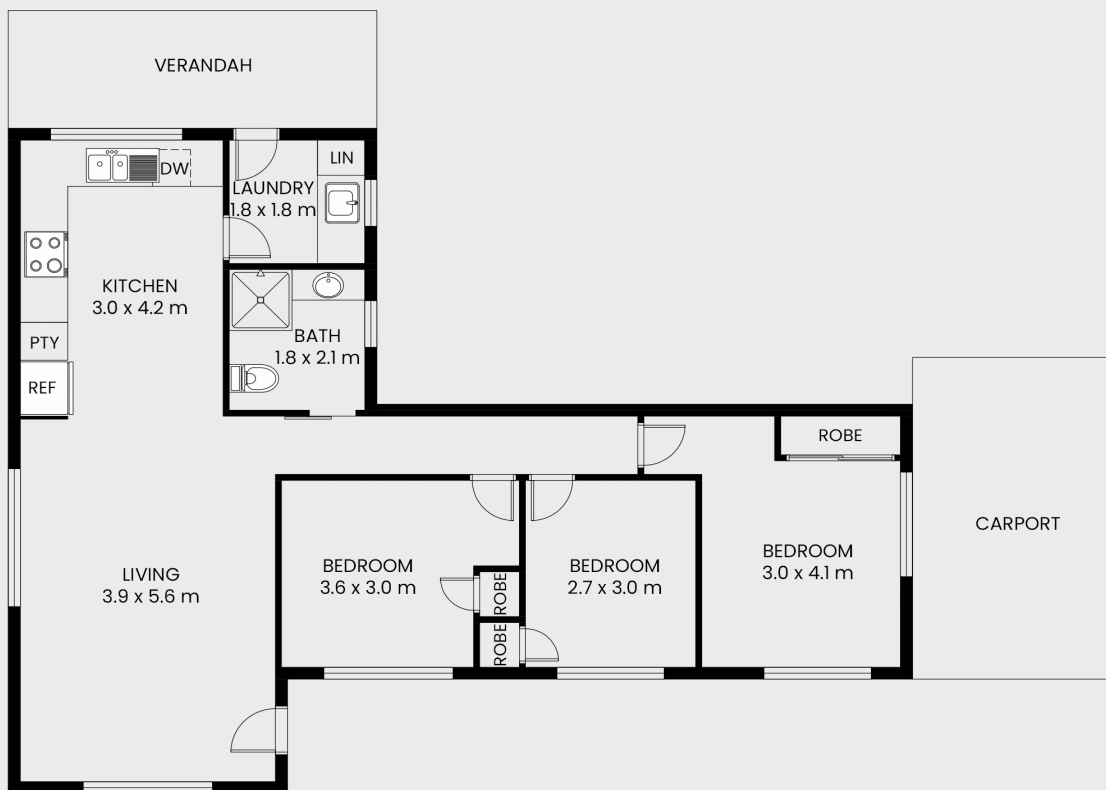 VERANDAH
DW
LIN
LAUNDRY
1.8 x 1.8 m
KITCHEN
3.0 x 4.2 m
PTY
REF
BATH
1.8 x 2.1 m
ROBE
BEDROOM
3.6 x 3.0 m
ROBE
ROBE
BEDROOM
2.7 x 3.0 m
BEDROOM
3.0 x 4.1 m
CARPORT
LIVING
3.9 x 5.6 m